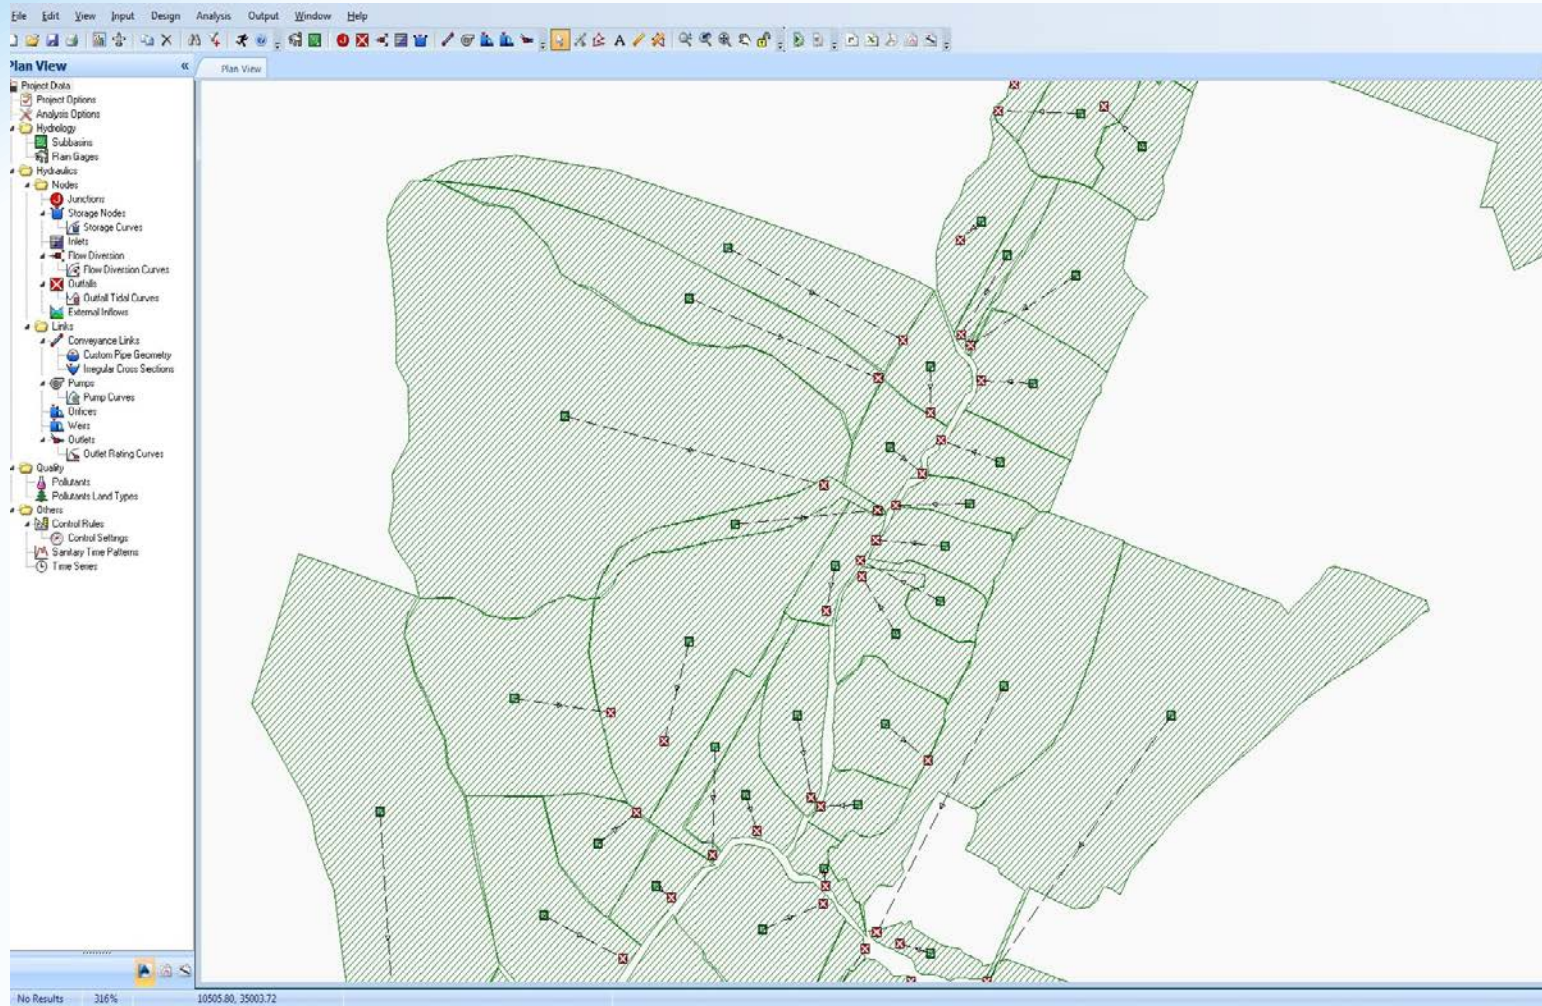 File Edit View Input Design Analysis Output Window Help
Plan View «
Plan View
Project Data
Project Options
Analysis Options
Hydrology
Subbasins
Rain Gages
Hydraulics
Nodes
Junctions
Storage Nodes
Storage Curves
Inlets
Flow Diversion
Flow Diversion Curves
Outfalls
Outfall Tidal Curves
External Inflows
Links
Conveyance Links
Custom Pipe Geometry
Irregular Cross Sections
Pumps
Pump Curves
Orifices
Weirs
Outlets
Outlet Rating Curves
Quality
Pollutants
Pollutants Land Types
Others
Control Rules
Control Settings
Sanitary Time Patterns
Time Series
No Results 316% 10505.80, 35003.72